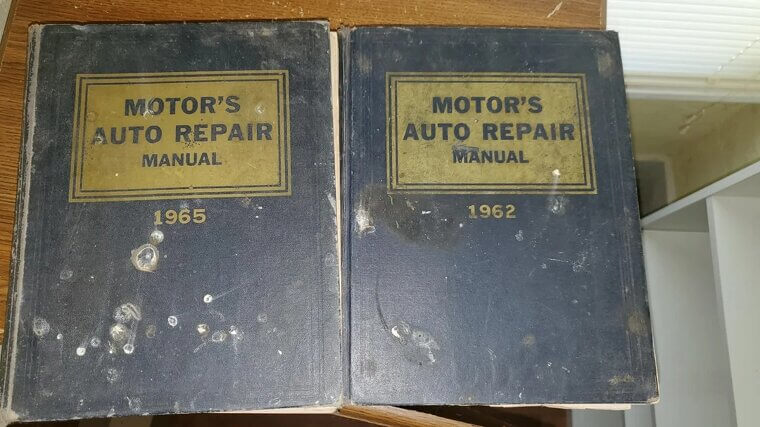 MOTOR'S
AUTO REPAIR
MANUAL
1965
MOTOR'S
AUTO REPAIR
MANUAL
1962